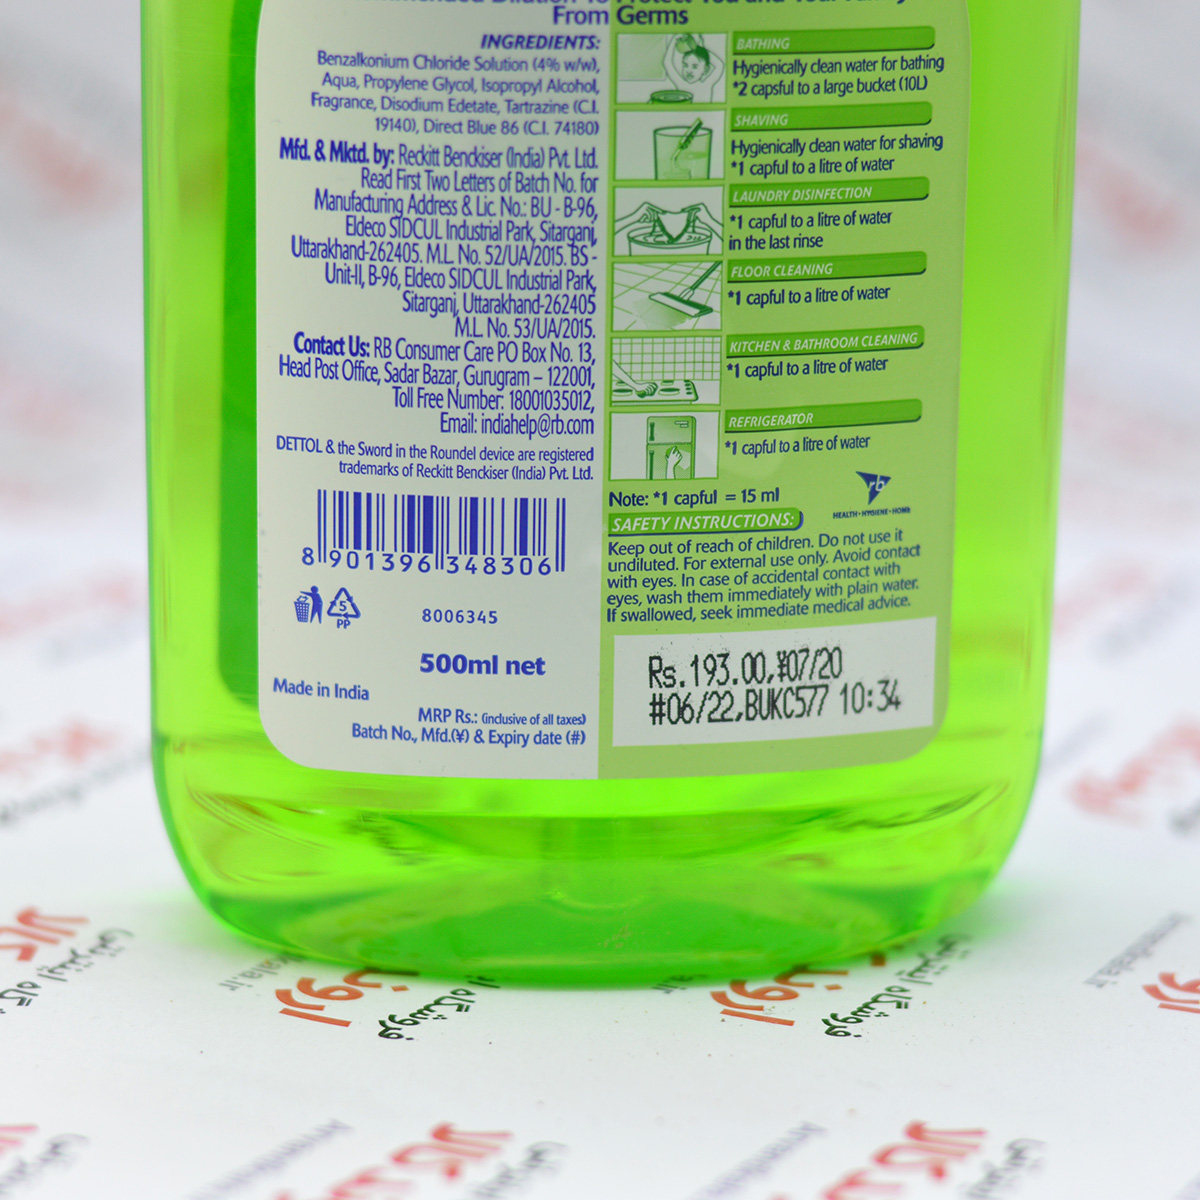 To Protect You and Your Family
From Germs
INGREDIENTS:
Benzalkonium Chloride Solution (4% w/w),
Aqua, Propylene Glycol, Isopropyl Alcohol,
Fragrance, Disodium Edetate, Tartrazine (C.I.
19140), Direct Blue 86 (C.I. 74180)
Mfd. & Mktd. by: Reckitt Benckiser (India) Pvt. Ltd.
Read First Two Letters of Batch No. for
Manufacturing Address & Lic. No.: BU - B-96,
Eldeco SIDCUL Industrial Park, Sitarganj,
Uttarakhand-262405. M.L. No. 52/UA/2015. BS -
Unit-II, B-96, Eldeco SIDCUL Industrial Park,
Sitarganj, Uttarakhand-262405
M.L. No. 53/UA/2015.
Contact Us: RB Consumer Care PO Box No. 13,
Head Post Office, Sadar Bazar, Gurugram – 122001,
Toll Free Number: 18001035012,
Email: indiahelp@rb.com
DETTOL & the Sword in the Roundel device are registered
trademarks of Reckitt Benckiser (India) Pvt. Ltd.
8 901396 348306
5
PP
8006345
500ml net
Made in India
MRP Rs.: (inclusive of all taxes)
Batch No., Mfd.(¥) & Expiry date (#)
BATHING
Hygienically clean water for bathing
*2 capsful to a large bucket (10L)
SHAVING
Hygienically clean water for shaving
*1 capful to a litre of water
LAUNDRY DISINFECTION
*1 capful to a litre of water
in the last rinse
FLOOR CLEANING
*1 capful to a litre of water
KITCHEN & BATHROOM CLEANING
*1 capful to a litre of water
REFRIGERATOR
*1 capful to a litre of water
Note: *1 capful = 15 ml
rb
HEALTH • HYGIENE • HOME
SAFETY INSTRUCTIONS:
Keep out of reach of children. Do not use it
undiluted. For external use only. Avoid contact
with eyes. In case of accidental contact with
eyes, wash them immediately with plain water.
If swallowed, seek immediate medical advice.
Rs.193.00,¥07/20
#06/22,BUKC577 10:34
فروشگاه اینترنتی